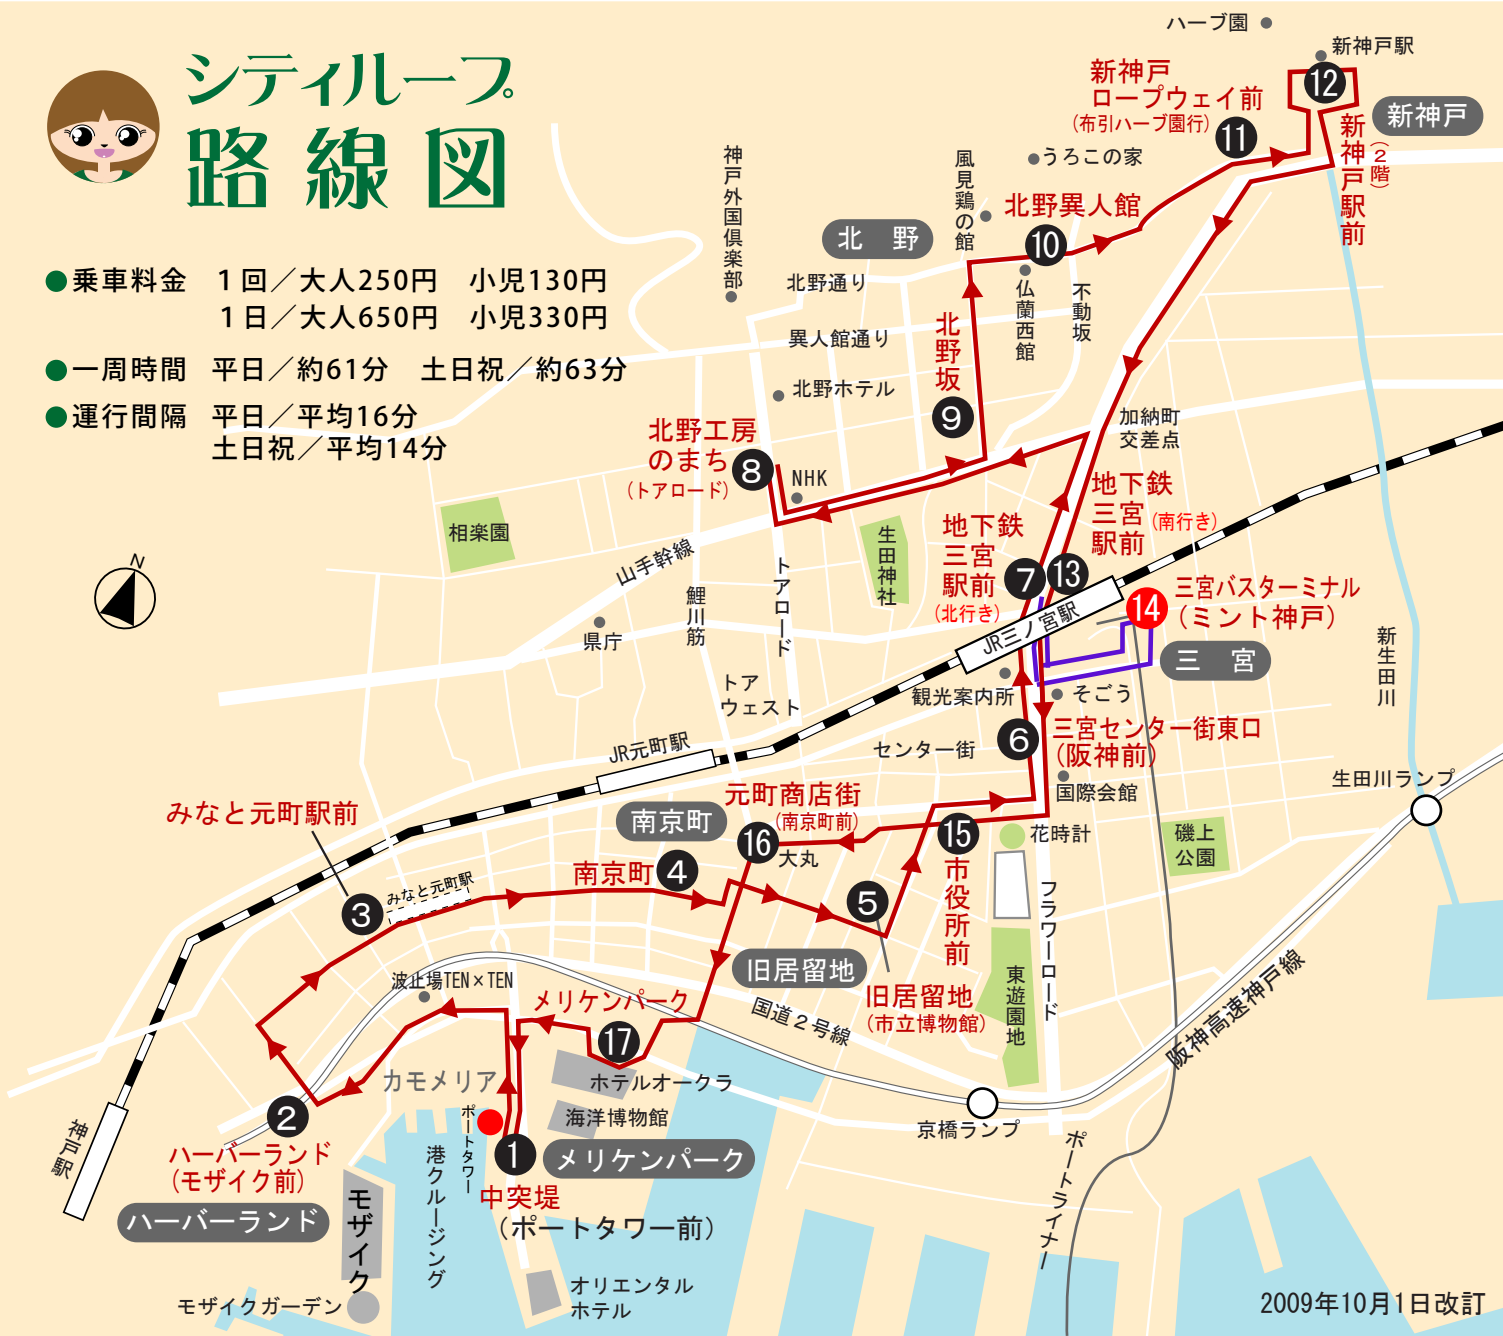 シティループ
路線図
●乗車料金　１回／大人250円　小児130円
１日／大人650円　小児330円
●一周時間　平日／約61分　土日祝／約63分
●運行間隔　平日／平均16分
土日祝／平均14分
ハーブ園
新神戸駅
新神戸
ロープウェイ前
（布引ハーブ園行）
11
12
新神戸
新神戸駅前
（２階）
うろこの家
風見鶏の館
神戸外国倶楽部
北野異人館
10
北　野
北野通り
仏蘭西館
不動坂
異人館通り
北野坂
9
北野ホテル
加納町
交差点
北野工房
のまち
（トアロード）
8
NHK
地下鉄
三宮
駅前
（南行き）
13
地下鉄
三宮
駅前
（北行き）
7
相楽園
生田神社
山手幹線
鯉川筋
トアロード
県庁
N
JR三ノ宮駅
14
三宮バスターミナル
（ミント神戸）
三　宮
新生田川
トア
ウェスト
観光案内所
そごう
6
三宮センター街東口
（阪神前）
センター街
国際会館
JR元町駅
生田川ランプ
みなと元町駅前
元町商店街
（南京町前）
南京町
16
大丸
15
市役所前
花時計
磯上
公園
南京町
4
みなと元町駅
3
5
フラワーロード
旧居留地
旧居留地
（市立博物館）
東遊園地
波止場TEN×TEN
メリケンパーク
国道２号線
阪神高速神戸線
17
カモメリア
ホテルオークラ
海洋博物館
ポートタワー
京橋ランプ
2
神戸駅
ハーバーランド
（モザイク前）
1
メリケンパーク
港クルージング
中突堤
（ポートタワー前）
ポートライナー
ハーバーランド
モザイク
モザイクガーデン
オリエンタル
ホテル
2009年10月1日改訂